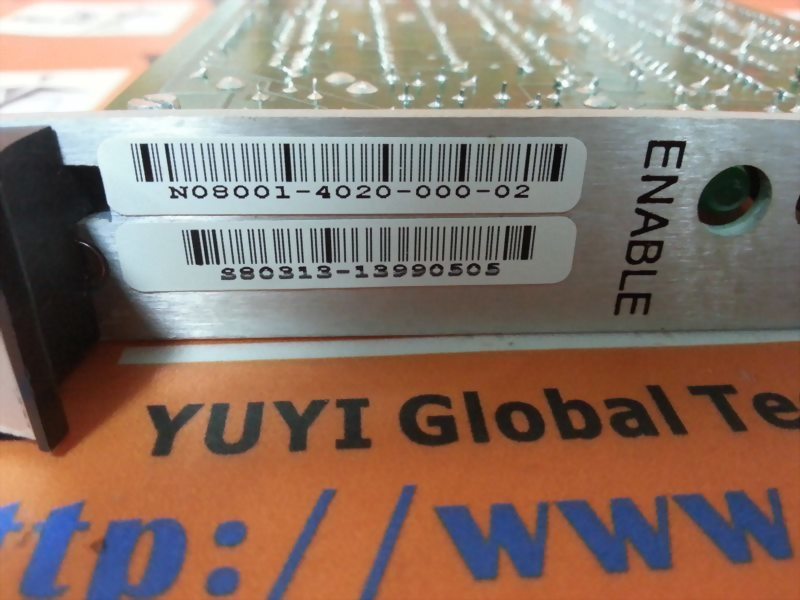 N08001-4020-000-02
S80313-13990505
ENABLE
YUYI Global Te
ttp://www